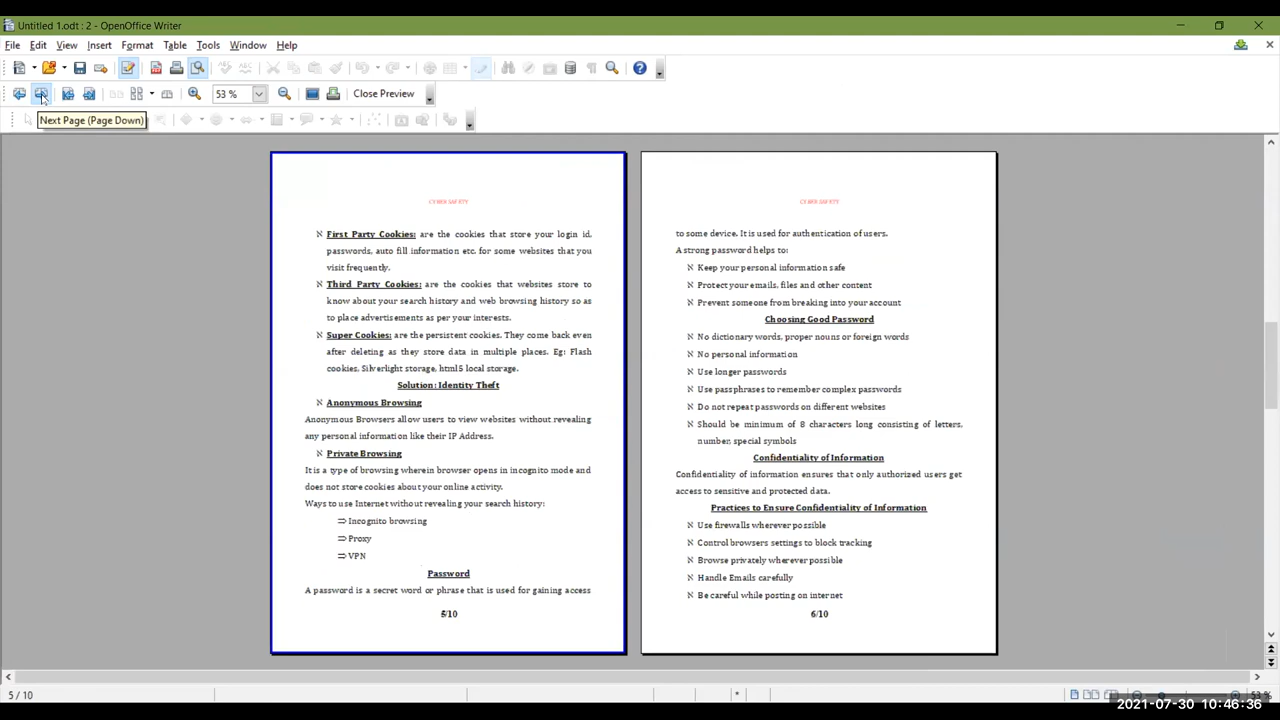 Untitled 1.odt : 2 - OpenOffice Writer
File Edit View Insert Format Table Tools Window Help
53 % Close Preview
Next Page (Page Down)
CYBER SAFETY
ℵ First Party Cookies: are the cookies that store your login id,
passwords, auto fill information etc. for some websites that you
visit frequently.
ℵ Third Party Cookies: are the cookies that websites store to
know about your search history and web browsing history so as
to place advertisements as per your interests.
ℵ Super Cookies: are the persistent cookies. They come back even
after deleting as they store data in multiple places. Eg: Flash
cookies, Silverlight storage, html5 local storage.
Solution: Identity Theft
ℵ Anonymous Browsing
Anonymous Browsers allow users to view websites without revealing
any personal information like their IP Address.
ℵ Private Browsing
It is a type of browsing wherein browser opens in incognito mode and
does not store cookies about your online activity.
Ways to use Internet without revealing your search history:
⇒ Incognito browsing
⇒ Proxy
⇒ VPN
Password
A password is a secret word or phrase that is used for gaining access
5/10
CYBER SAFETY
to some device. It is used for authentication of users.
A strong password helps to:
ℵ Keep your personal information safe
ℵ Protect your emails, files and other content
ℵ Prevent someone from breaking into your account
Choosing Good Password
ℵ No dictionary words, proper nouns or foreign words
ℵ No personal information
ℵ Use longer passwords
ℵ Use passphrases to remember complex passwords
ℵ Do not repeat passwords on different websites
ℵ Should be minimum of 8 characters long consisting of letters,
number, special symbols
Confidentiality of Information
Confidentiality of information ensures that only authorized users get
access to sensitive and protected data.
Practices to Ensure Confidentiality of Information
ℵ Use firewalls wherever possible
ℵ Control browsers settings to block tracking
ℵ Browse privately wherever possible
ℵ Handle Emails carefully
ℵ Be careful while posting on internet
6/10
5 / 10 * 53 %
2021-07-30 10:46:36